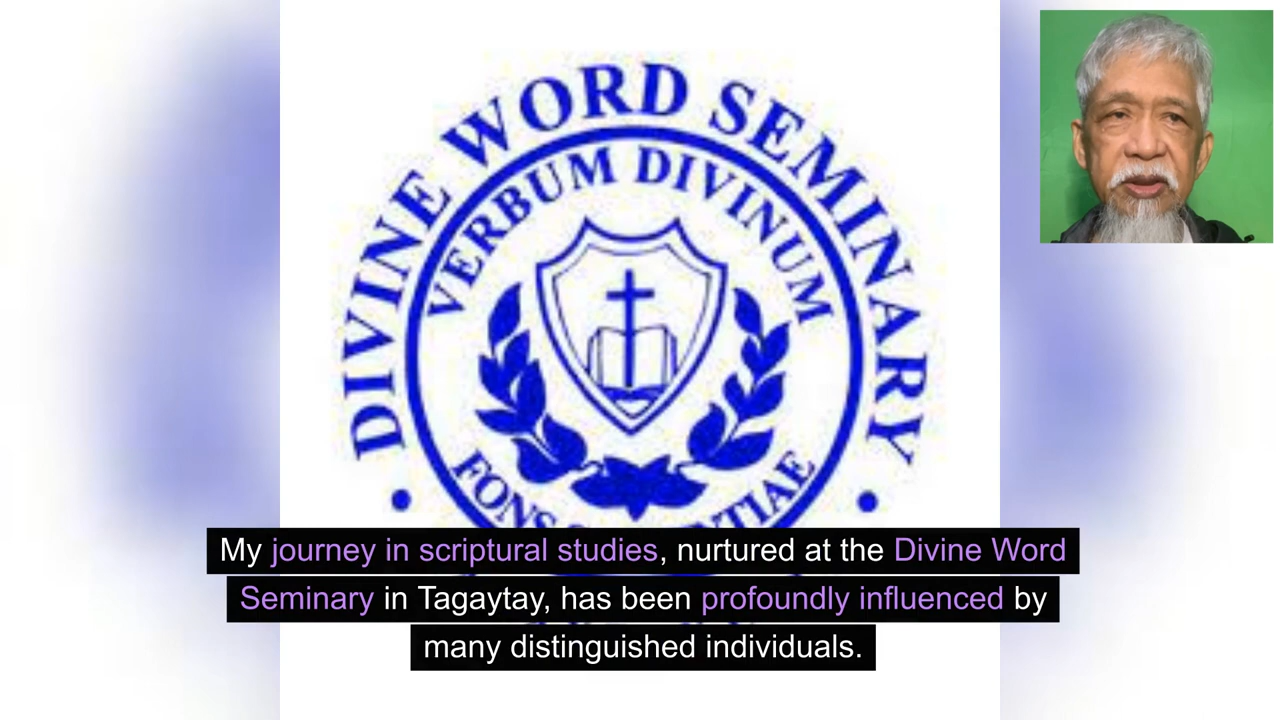 DIVINE WORD SEMINARY
VERBUM DIVINUM
FONS
My journey in scriptural studies, nurtured at the Divine Word
Seminary in Tagaytay, has been profoundly influenced by
many distinguished individuals.